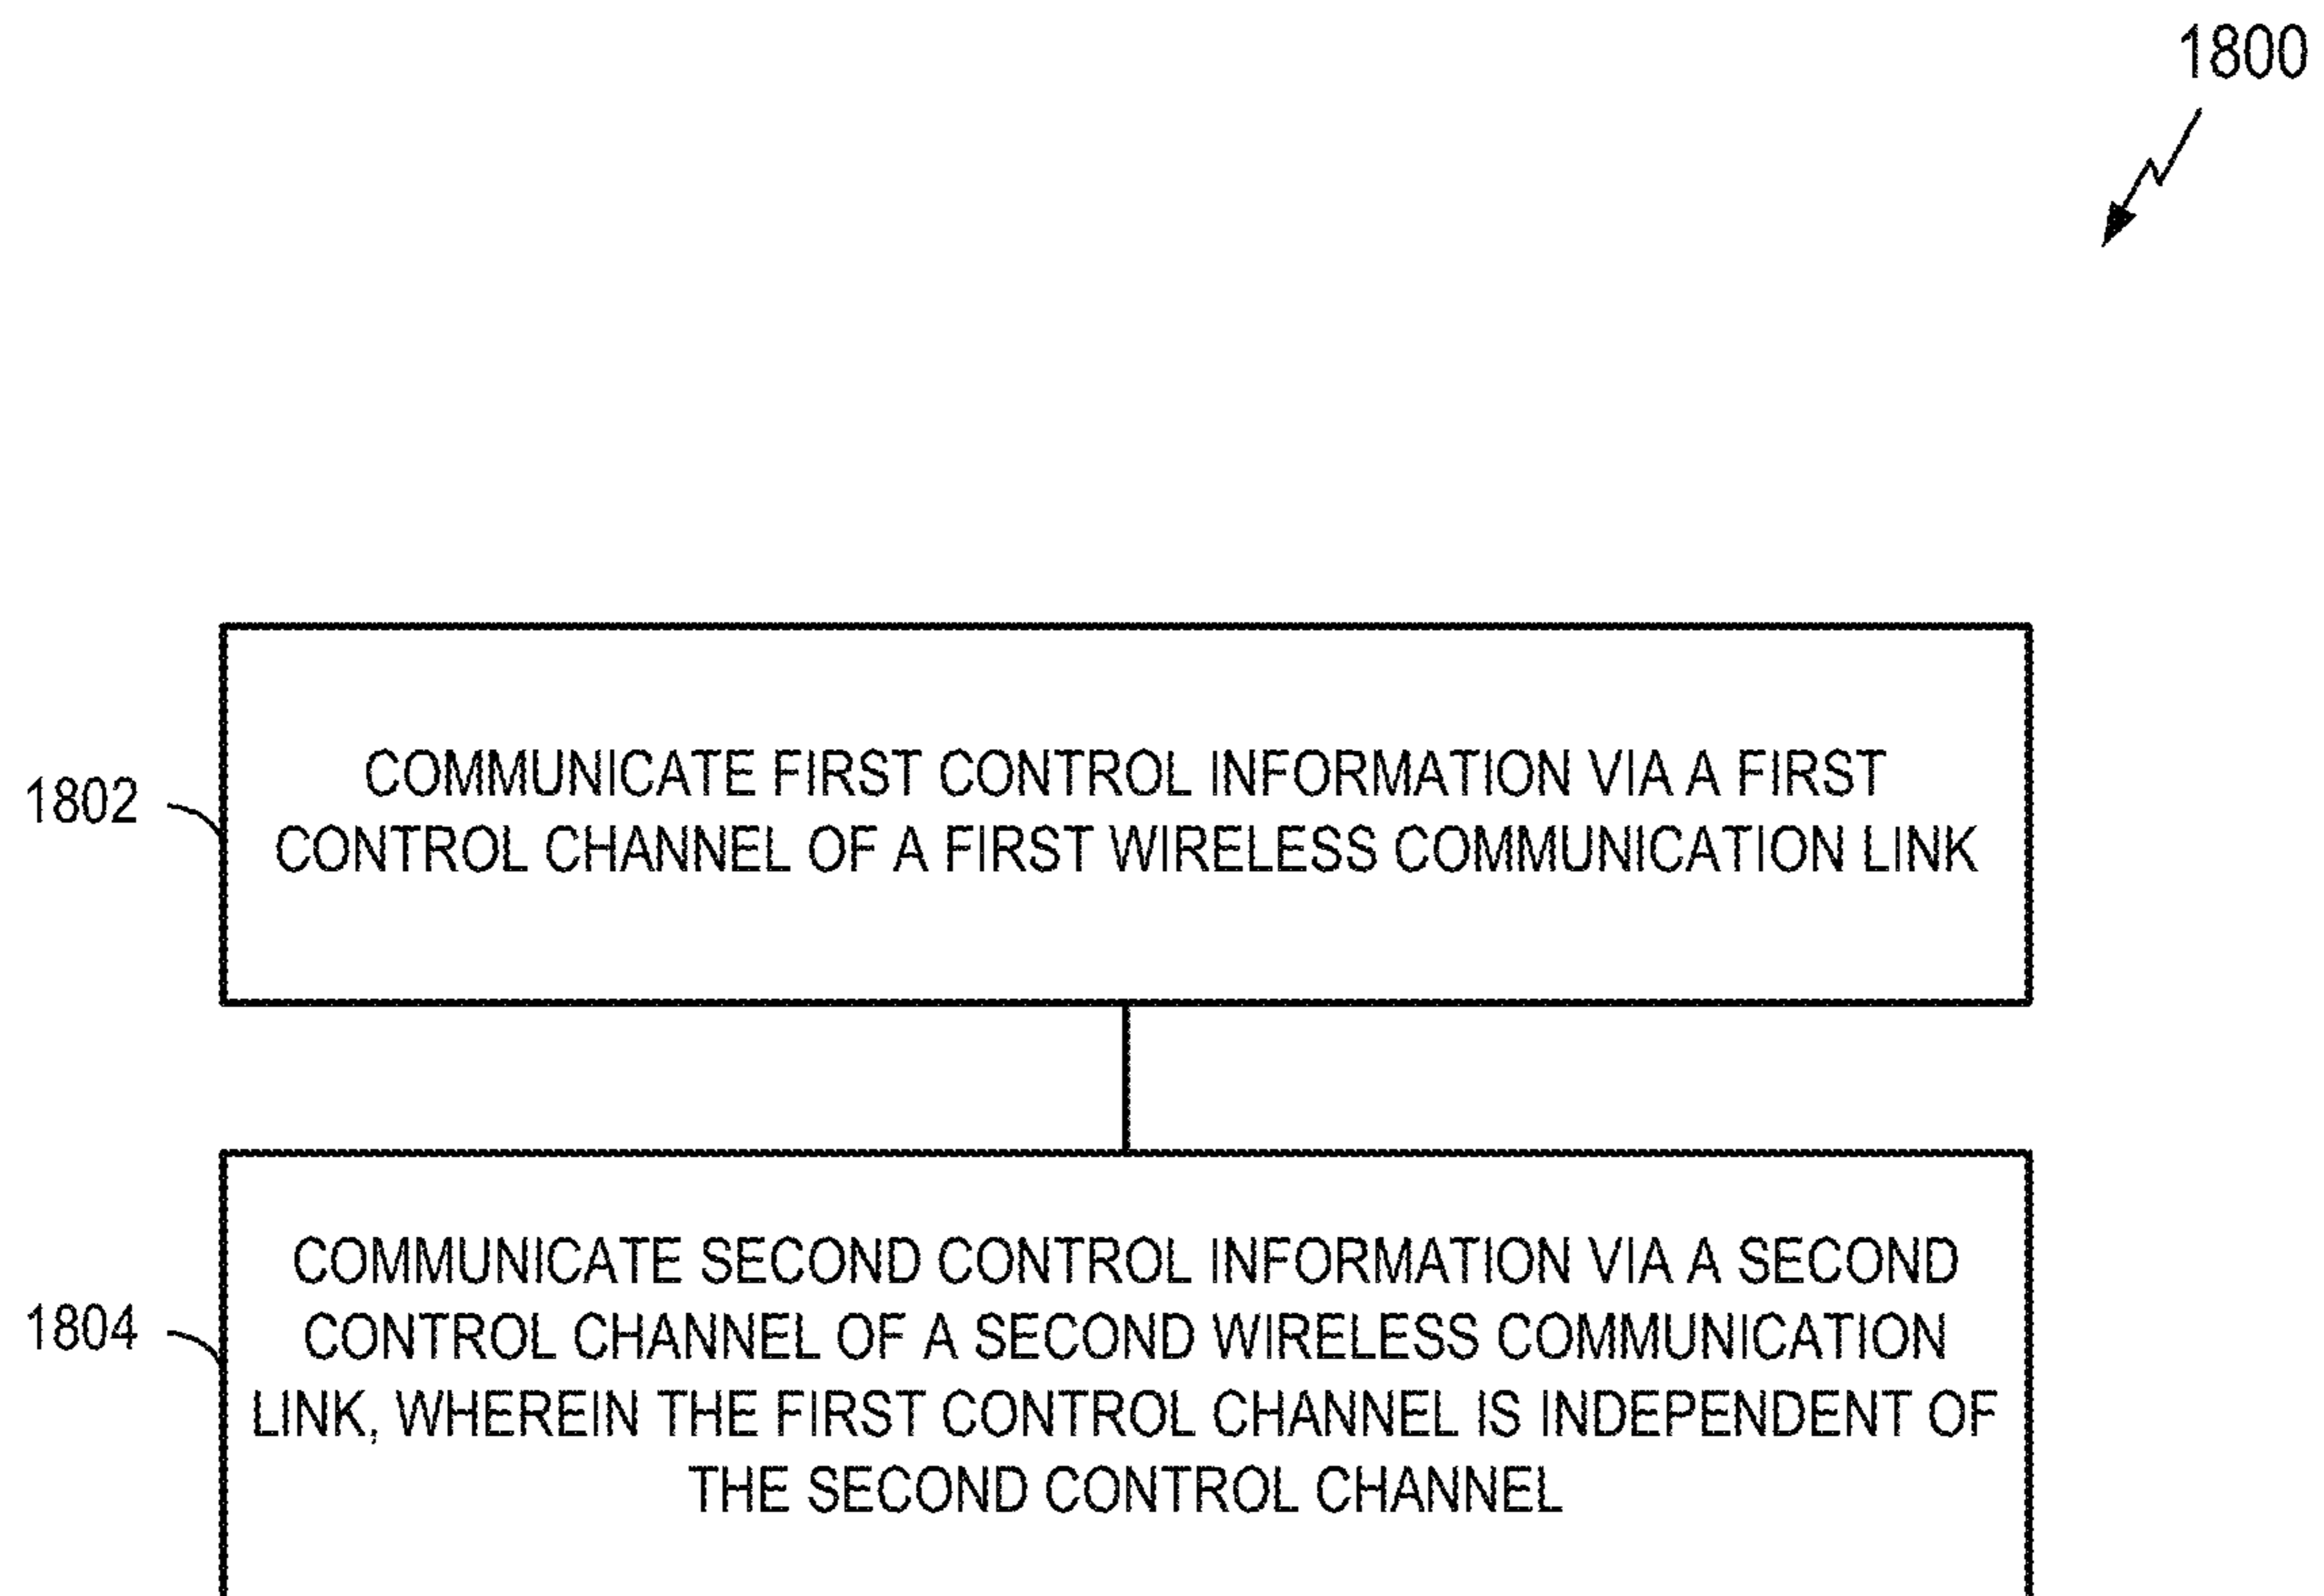 1800
1802
COMMUNICATE FIRST CONTROL INFORMATION VIA A FIRST
CONTROL CHANNEL OF A FIRST WIRELESS COMMUNICATION LINK
1804
COMMUNICATE SECOND CONTROL INFORMATION VIA A SECOND
CONTROL CHANNEL OF A SECOND WIRELESS COMMUNICATION
LINK, WHEREIN THE FIRST CONTROL CHANNEL IS INDEPENDENT OF
THE SECOND CONTROL CHANNEL